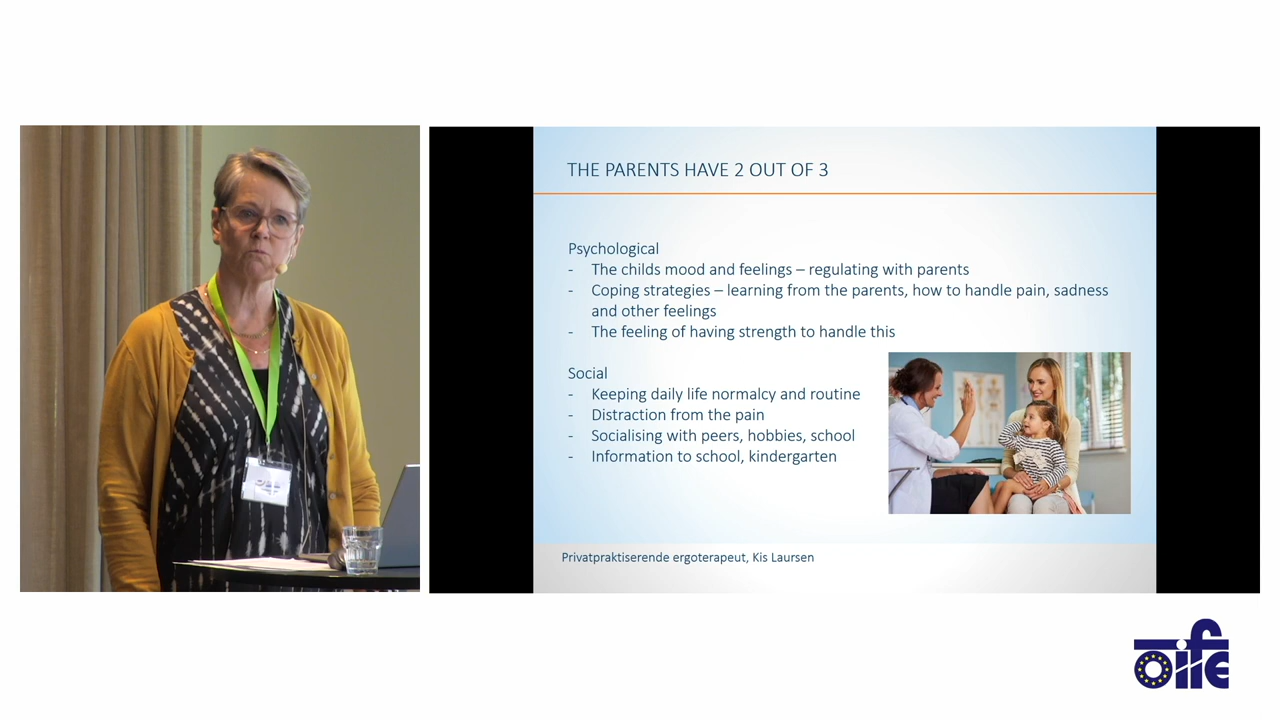 THE PARENTS HAVE 2 OUT OF 3
Psychological
- The childs mood and feelings – regulating with parents
- Coping strategies – learning from the parents, how to handle pain, sadness
and other feelings
- The feeling of having strength to handle this
Social
- Keeping daily life normalcy and routine
- Distraction from the pain
- Socialising with peers, hobbies, school
- Information to school, kindergarten
Privatpraktiserende ergoterapeut, Kis Laursen
oife